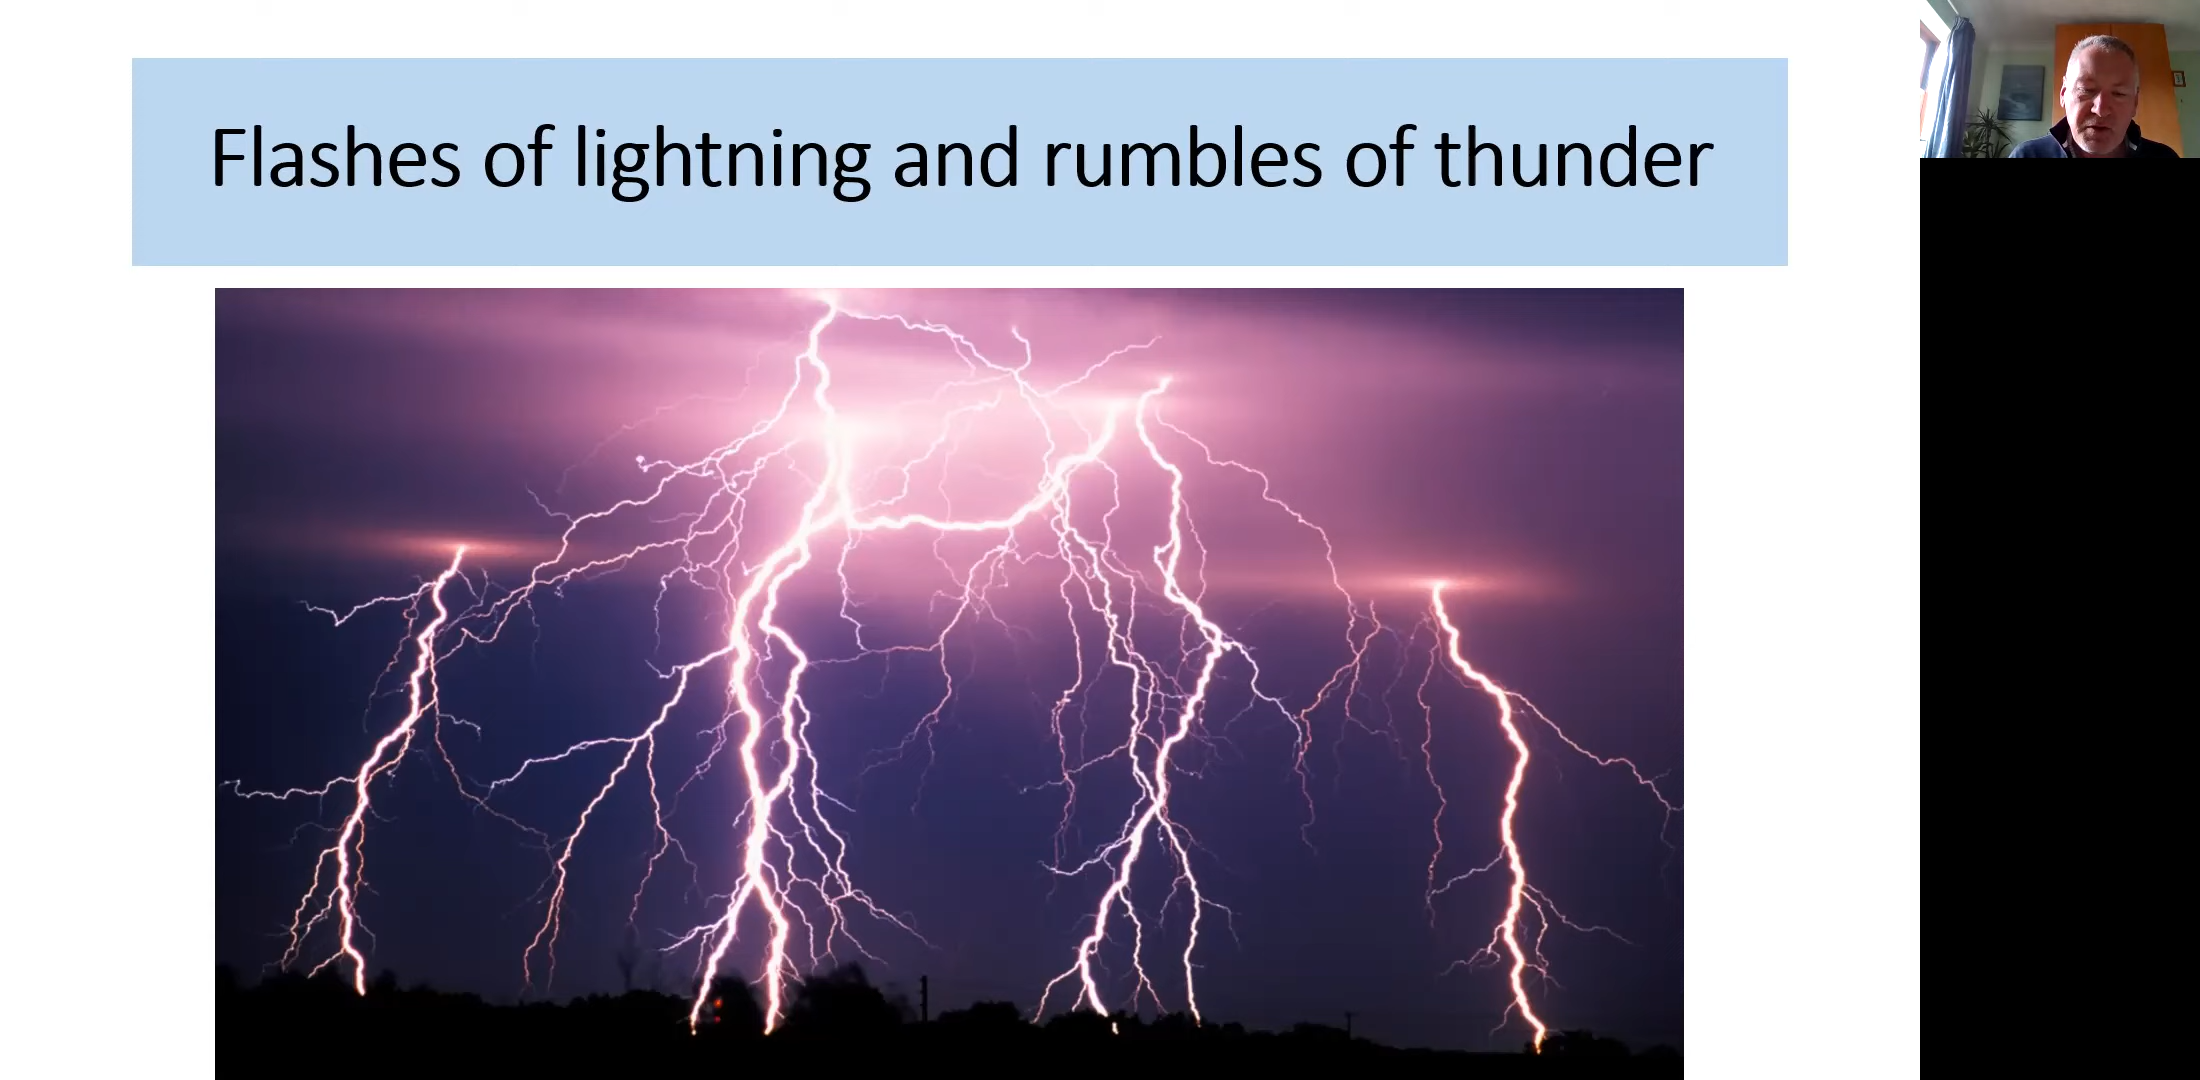 Flashes of lightning and rumbles of thunder